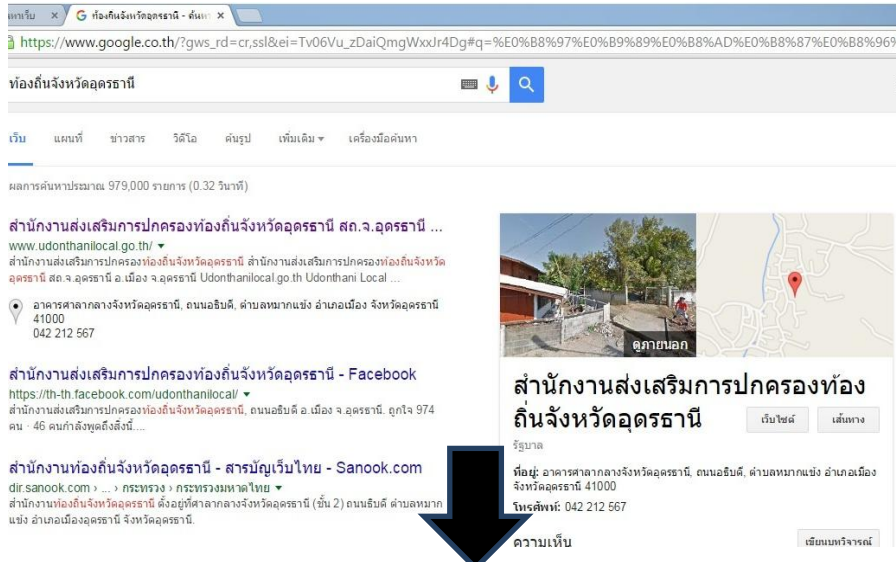 ท้องถิ่นจังหวัดอุดรธานี - ค้นหา
https://www.google.co.th/?gws_rd=cr,ssl&ei=Tv06Vu_zDaiQmgWxxJr4Dg#q=%E0%B8%97%E0%B9%89%E0%B8%AD%E0%B8%87%E0%B8%96%
ท้องถิ่นจังหวัดอุดรธานี
เว็บ แผนที่ ข่าวสาร วิดีโอ ค้นรูป เพิ่มเติม เครื่องมือค้นหา
ผลการค้นหาประมาณ 979,000 รายการ (0.32 วินาที)
สำนักงานส่งเสริมการปกครองท้องถิ่นจังหวัดอุดรธานี สถ.จ.อุดรธานี ...
www.udonthanilocal.go.th/
สำนักงานส่งเสริมการปกครองท้องถิ่นจังหวัดอุดรธานี สำนักงานส่งเสริมการปกครองท้องถิ่นจังหวัด
อุดรธานี สถ.จ.อุดรธานี อ.เมือง จ.อุดรธานี Udonthanilocal.go.th Udonthani Local ...
อาคารศาลากลางจังหวัดอุดรธานี, ถนนอธิบดี, ตำบลหมากแข้ง อำเภอเมือง จังหวัดอุดรธานี
41000
042 212 567
สำนักงานส่งเสริมการปกครองท้องถิ่นจังหวัดอุดรธานี - Facebook
https://th-th.facebook.com/udonthanilocal/
สำนักงานส่งเสริมการปกครองท้องถิ่นจังหวัดอุดรธานี, ถนนอธิบดี อ.เมือง จ.อุดรธานี. ถูกใจ 974
คน · 46 คนกำลังพูดถึงสิ่งนี้....
สำนักงานท้องถิ่นจังหวัดอุดรธานี - สารบัญเว็บไทย - Sanook.com
dir.sanook.com › ... › กระทรวง › กระทรวงมหาดไทย
สำนักงานท้องถิ่นจังหวัดอุดรธานี ตั้งอยู่ที่ศาลากลางจังหวัดอุดรธานี (ชั้น 2) ถนนธิบดี ตำบลหมาก
แข้ง อำเภอเมืองอุดรธานี จังหวัดอุดรธานี.
ดูภายนอก
สำนักงานส่งเสริมการปกครองท้อง
ถิ่นจังหวัดอุดรธานี
เว็บไซต์ เส้นทาง
รัฐบาล
ที่อยู่: อาคารศาลากลางจังหวัดอุดรธานี, ถนนอธิบดี, ตำบลหมากแข้ง อำเภอเมือง
จังหวัดอุดรธานี 41000
โทรศัพท์: 042 212 567
ความเห็น
เขียนบทวิจารณ์